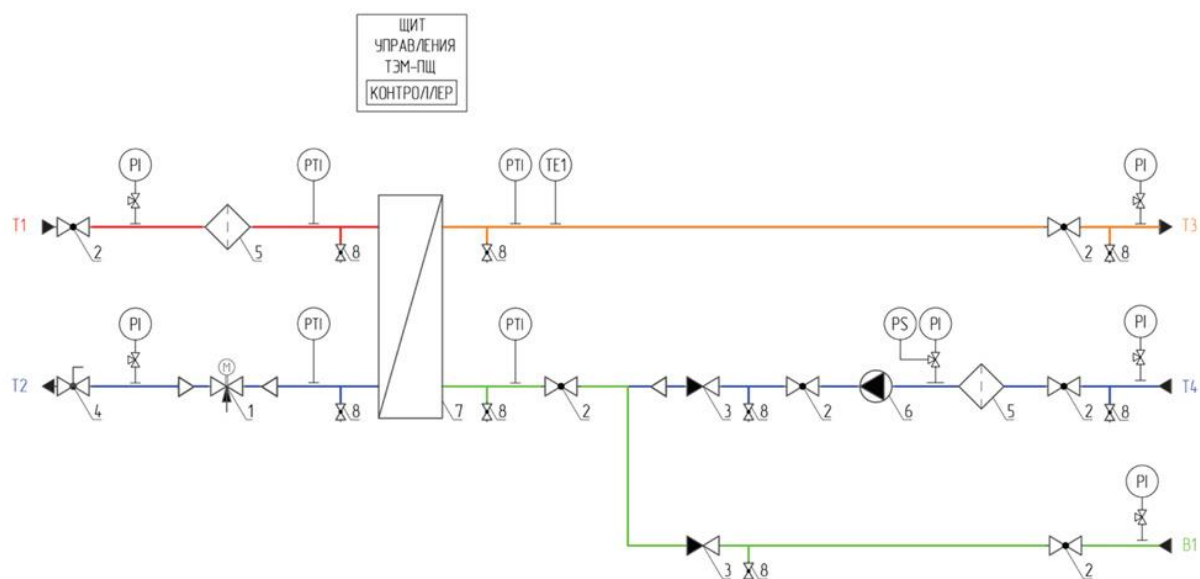 ЩИТ
УПРАВЛЕНИЯ
ТЭМ-ПЩ
КОНТРОЛЛЕР
PI PTI PTI TE1 PI
T1 T3
2 5 8 8 2 8
PI PTI PTI PS PI PI
M
T2 T4
4 1 8 7 8 2 3 8 2 6 5 2 8
PI
B1
3 8 2